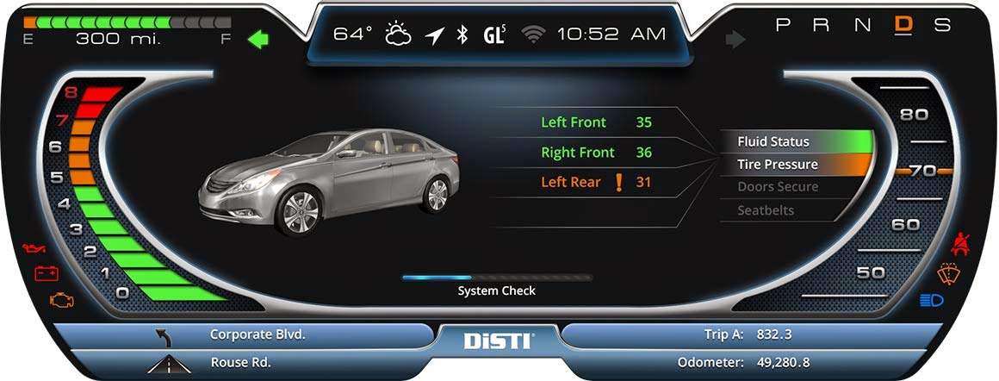 E 300 mi. F
64° GL5 10:52 AM
P R N D S
8
7
6
5
4
3
2
1
0
Left Front 35
Right Front 36
Left Rear ! 31
Fluid Status
Tire Pressure
Doors Secure
Seatbelts
80
70
60
50
System Check
Corporate Blvd.
Rouse Rd.
DiSTI®
Trip A: 832.3
Odometer: 49,280.8